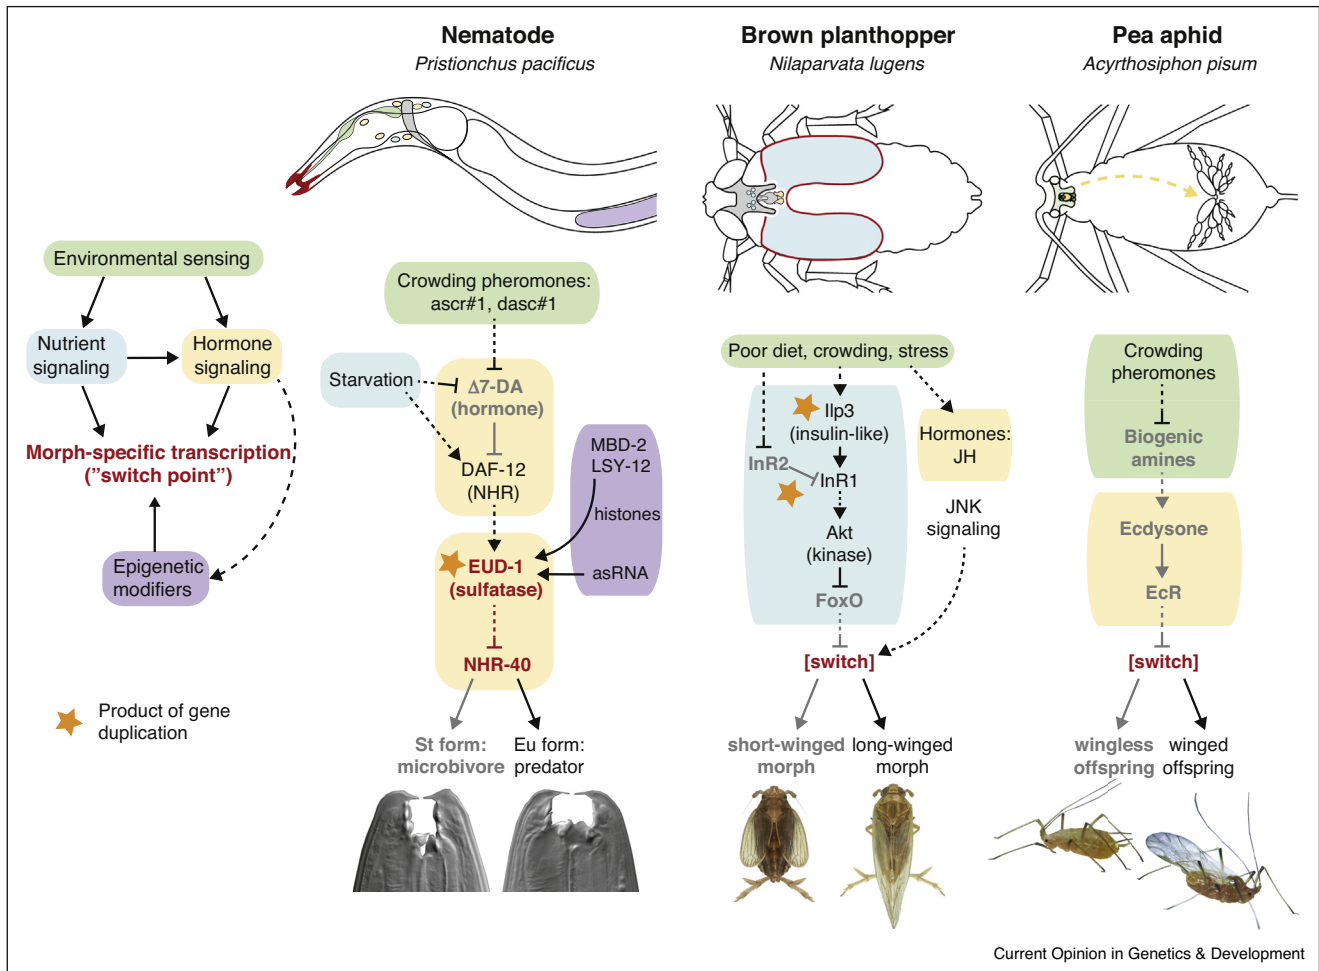 Nematode
Pristionchus pacificus
Brown planthopper
Nilaparvata lugens
Pea aphid
Acyrthosiphon pisum
Environmental sensing
Nutrient
signaling
Hormone
signaling
Morph-specific transcription
("switch point")
Epigenetic
modifiers
Product of gene
duplication
Crowding pheromones:
ascr#1, dasc#1
Starvation
Δ7-DA
(hormone)
DAF-12
(NHR)
MBD-2
LSY-12
histones
asRNA
EUD-1
(sulfatase)
NHR-40
St form:
microbivore
Eu form:
predator
Poor diet, crowding, stress
Ilp3
(insulin-like)
InR2
InR1
Akt
(kinase)
FoxO
Hormones:
JH
JNK
signaling
[switch]
short-winged
morph
long-winged
morph
Crowding
pheromones
Biogenic
amines
Ecdysone
EcR
[switch]
wingless
offspring
winged
offspring
Current Opinion in Genetics & Development